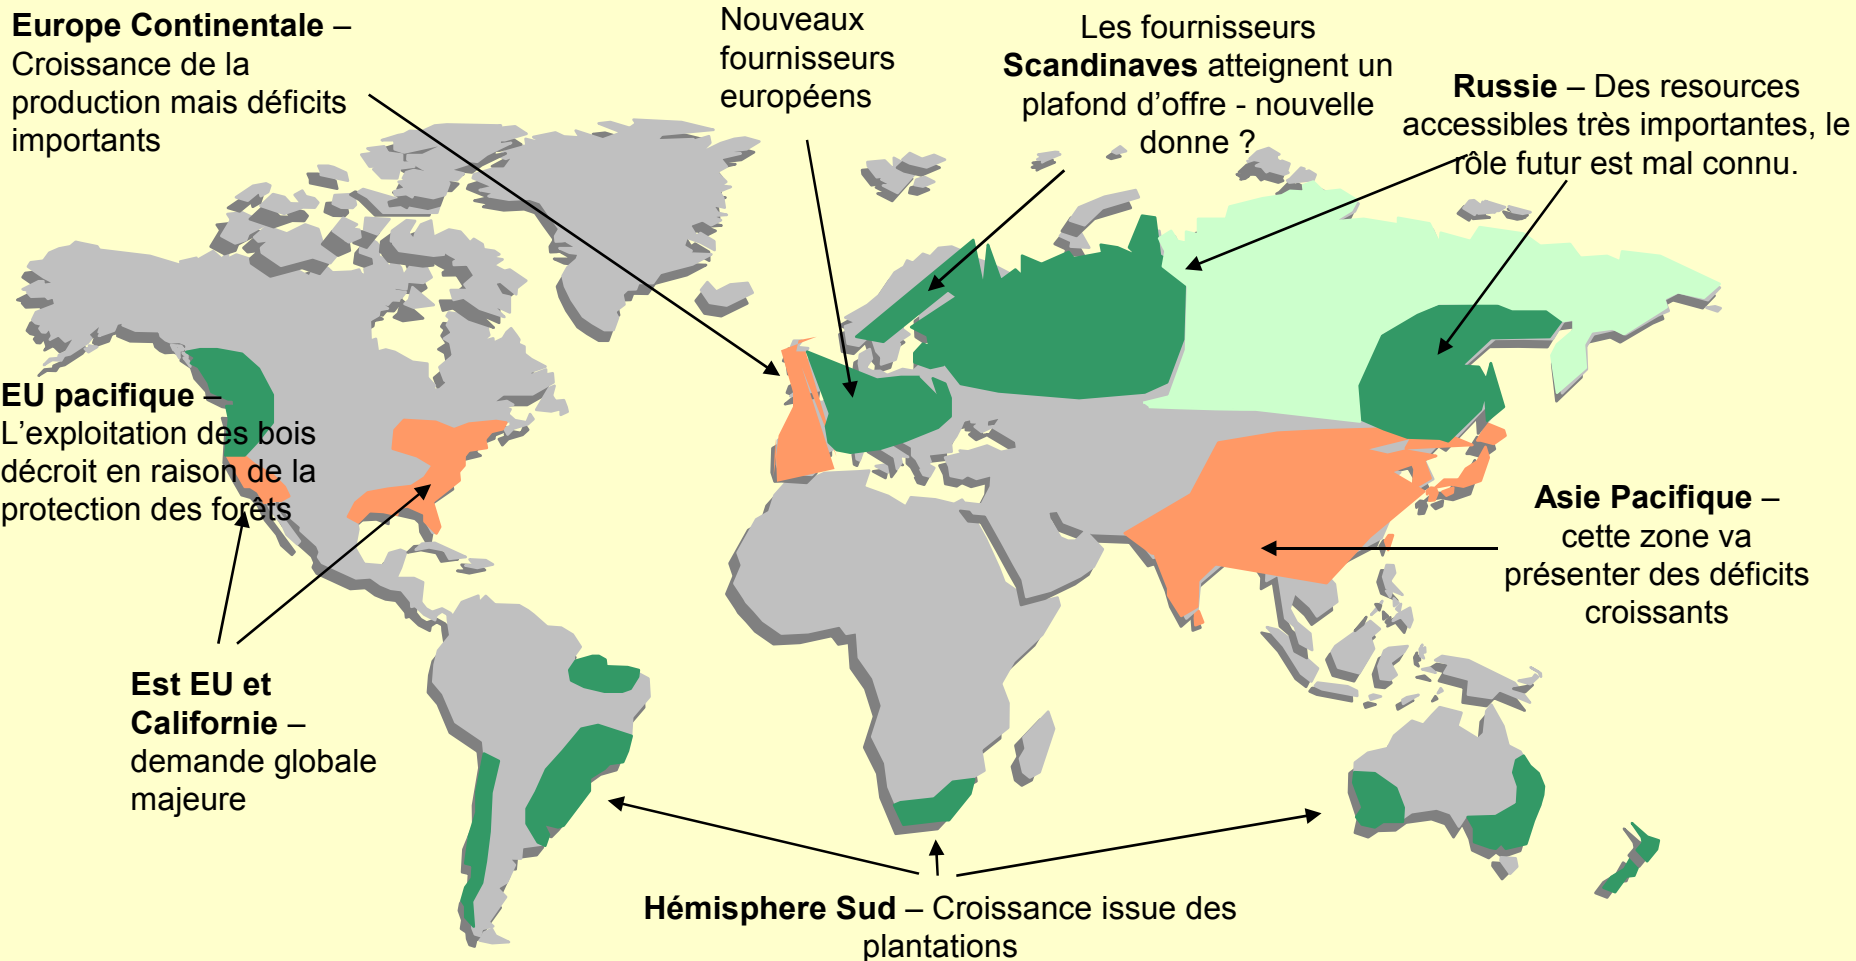 Europe Continentale –
Croissance de la
production mais déficits
importants
Nouveaux
fournisseurs
européens
Les fournisseurs
Scandinaves atteignent un
plafond d’offre - nouvelle
donne ?
Russie – Des resources
accessibles très importantes, le
rôle futur est mal connu.
EU pacifique –
L’exploitation des bois
décroit en raison de la
protection des forêts
Asie Pacifique –
cette zone va
présenter des déficits
croissants
Est EU et
Californie –
demande globale
majeure
Hémisphere Sud – Croissance issue des
plantations